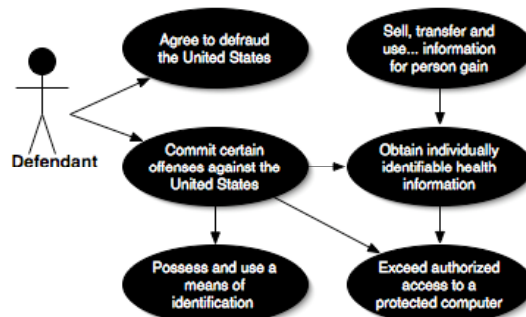 Agree to defraud
the United States
Sell, transfer and
use... information
for person gain
Defendant
Commit certain
offenses against the
United States
Obtain individually
identifiable health
information
Possess and use a
means of
identification
Exceed authorized
access to a
protected computer